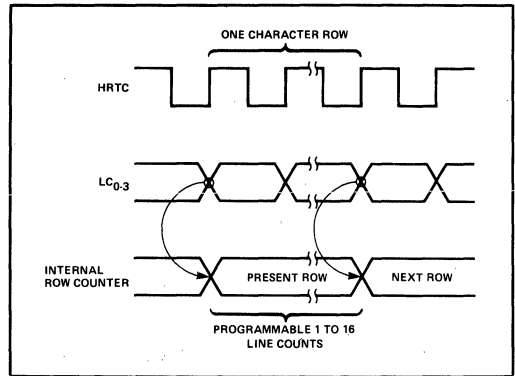 ONE CHARACTER ROW
HRTC
LC0-3
INTERNAL
ROW COUNTER
PRESENT ROW
NEXT ROW
PROGRAMMABLE 1 TO 16
LINE COUNTS